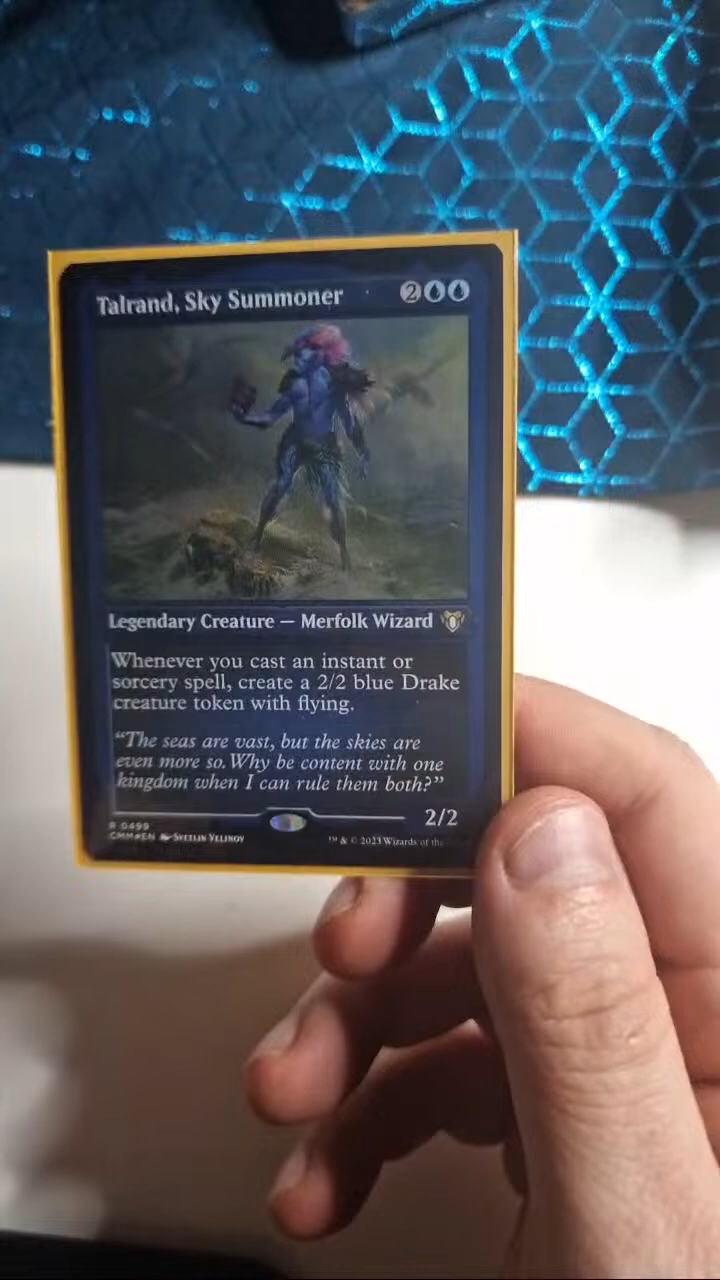 Talrand, Sky Summoner 2
Legendary Creature — Merfolk Wizard
Whenever you cast an instant or
sorcery spell, create a 2/2 blue Drake
creature token with flying.
“The seas are vast, but the skies are
even more so. Why be content with one
kingdom when I can rule them both?”
2/2
R 0499
CMM EN Svetlin Velinov ™ & © 2023 Wizards of the